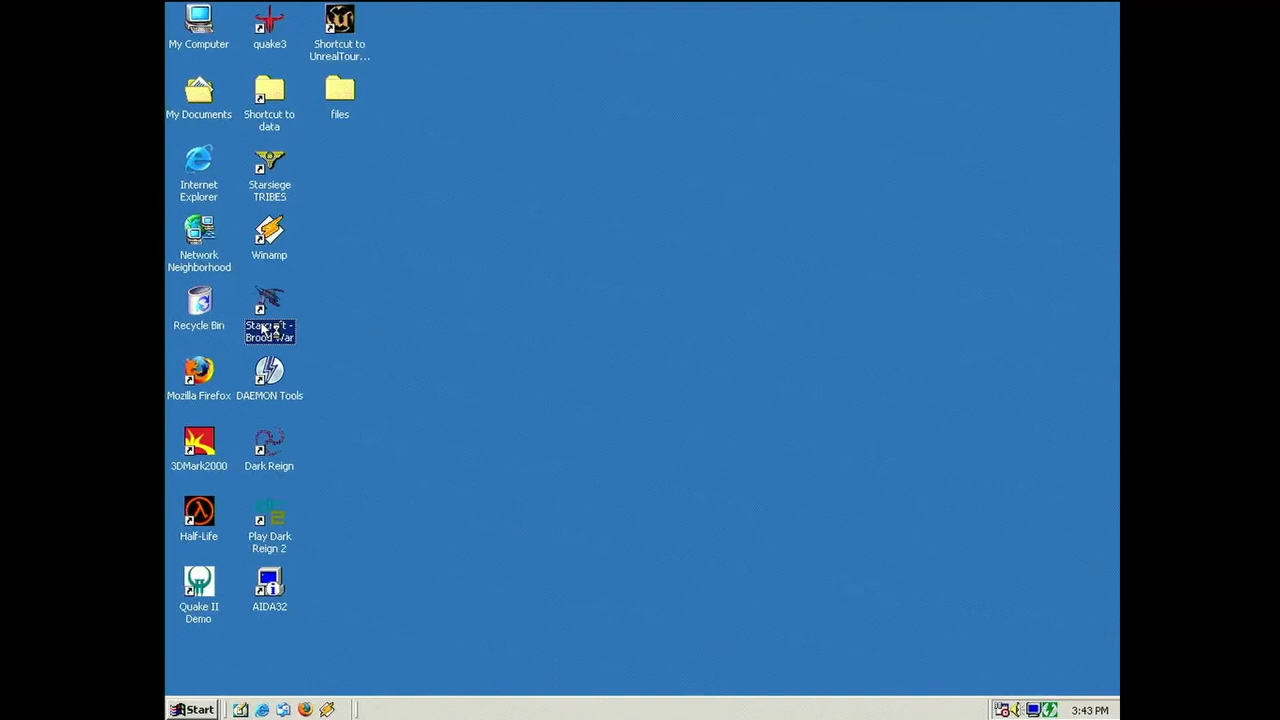 My Computer
quake3
Shortcut to
UnrealTour...
My Documents
Shortcut to
data
files
Internet
Explorer
Starsiege
TRIBES
Network
Neighborhood
Winamp
Recycle Bin
Starcraft -
Brood War
Mozilla Firefox
DAEMON Tools
3DMark2000
Dark Reign
Half-Life
Play Dark
Reign 2
Quake II
Demo
AIDA32
Start
3:43 PM